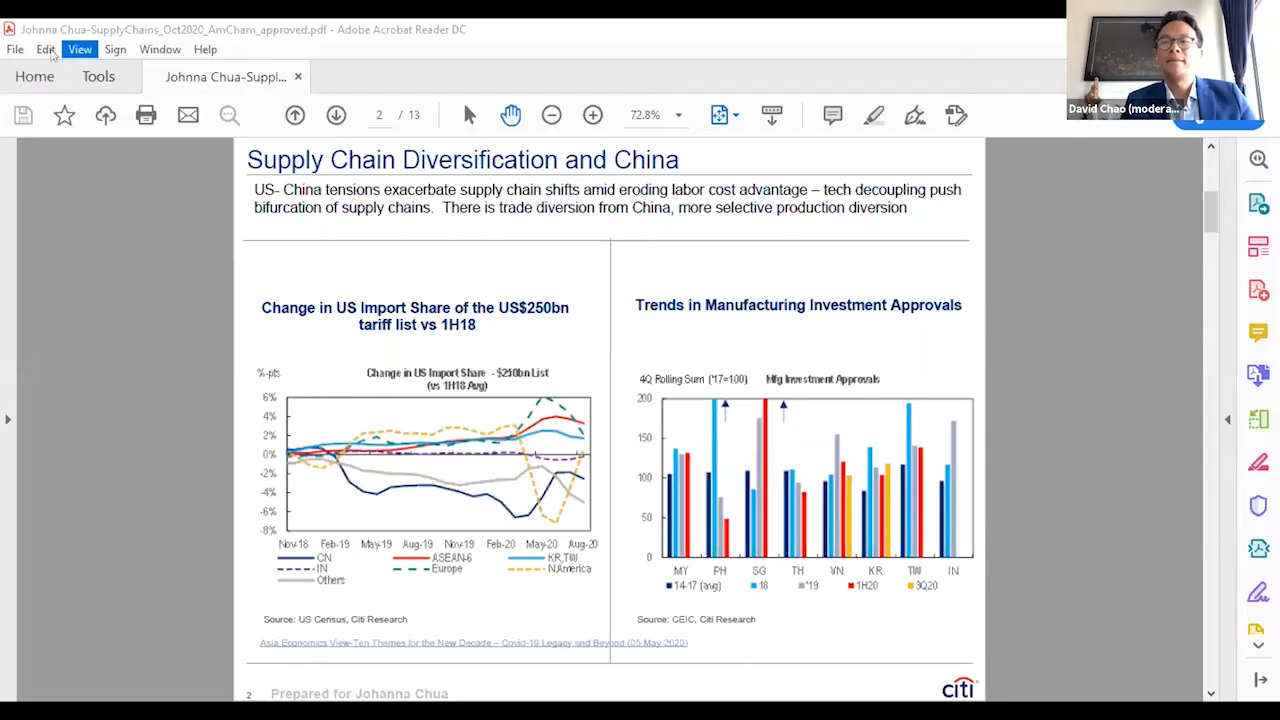 Johnna Chua-SupplyChains_Oct2020_AmCham_approved.pdf - Adobe Acrobat Reader DC
File Edit View Sign Window Help
Home Tools Johnna Chua-Suppl... ×
2 / 13 72.8%
David Chao (modera...
Supply Chain Diversification and China
US- China tensions exacerbate supply chain shifts amid eroding labor cost advantage – tech decoupling push
bifurcation of supply chains. There is trade diversion from China, more selective production diversion
Change in US Import Share of the US$250bn
tariff list vs 1H18
%-pts
Change in US Import Share - $250bn List
(vs 1H18 Avg)
6%
4%
2%
0%
-2%
-4%
-6%
-8%
Nov-18 Feb-19 May-19 Aug-19 Nov-19 Feb-20 May-20 Aug-20
CN ASEAN-6 KR,TW
IN Europe N.America
Others
Source: US Census, Citi Research
Trends in Manufacturing Investment Approvals
4Q Rolling Sum ('17=100) Mfg Investment Approvals
200
150
100
50
0
MY PH SG TH VN KR TW IN
14-17 (avg) 18 '19 1H20 3Q20
Source: CEIC, Citi Research
Asia Economics View-Ten Themes for the New Decade – Covid-19 Legacy and Beyond (05 May 2020)
2 Prepared for Johanna Chua
citi